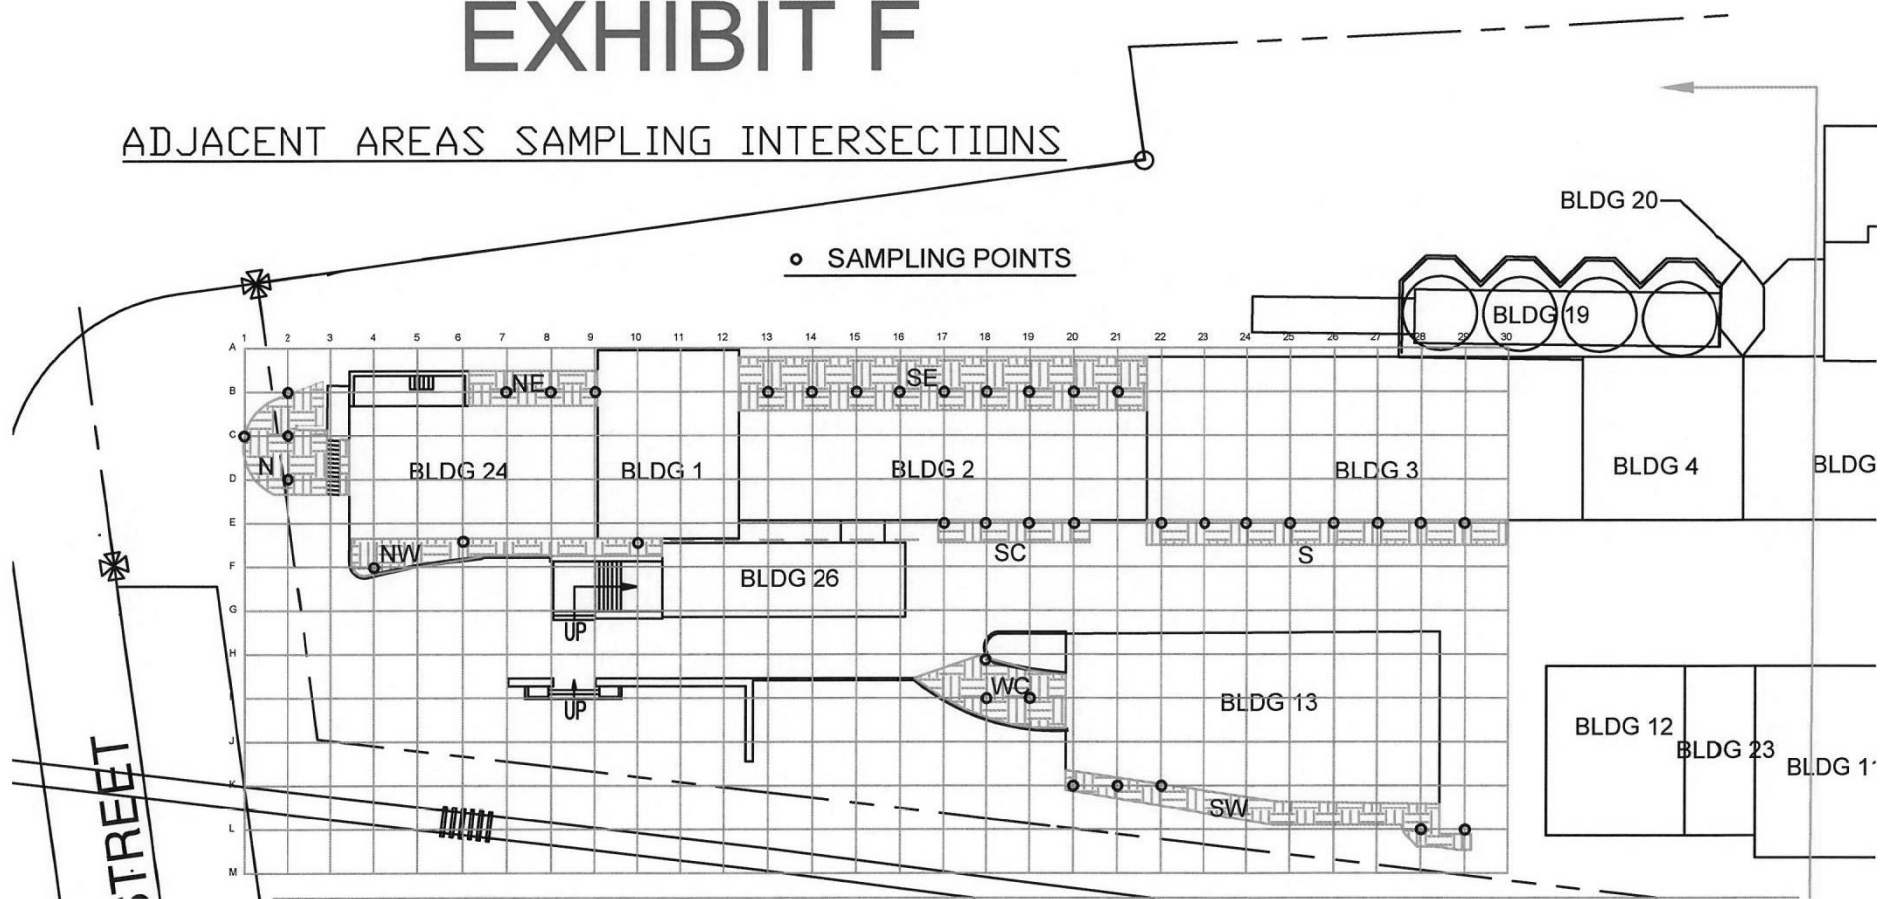 EXHIBIT F
ADJACENT AREAS SAMPLING INTERSECTIONS
BLDG 20
SAMPLING POINTS
BLDG 19
1 2 3 4 5 6 7 8 9 10 11 12 13 14 15 16 17 18 19 20 21 22 23 24 25 26 27 28 29 30
A
B
NE
SE
C
N
BLDG 24
BLDG 1
BLDG 2
BLDG 3
BLDG 4
BLDG
D
E
NW
SC
S
F
BLDG 26
G
UP
H
WC
I
UP
BLDG 13
BLDG 12
J
BLDG 23
BLDG 1
K
SW
L
M
STREET